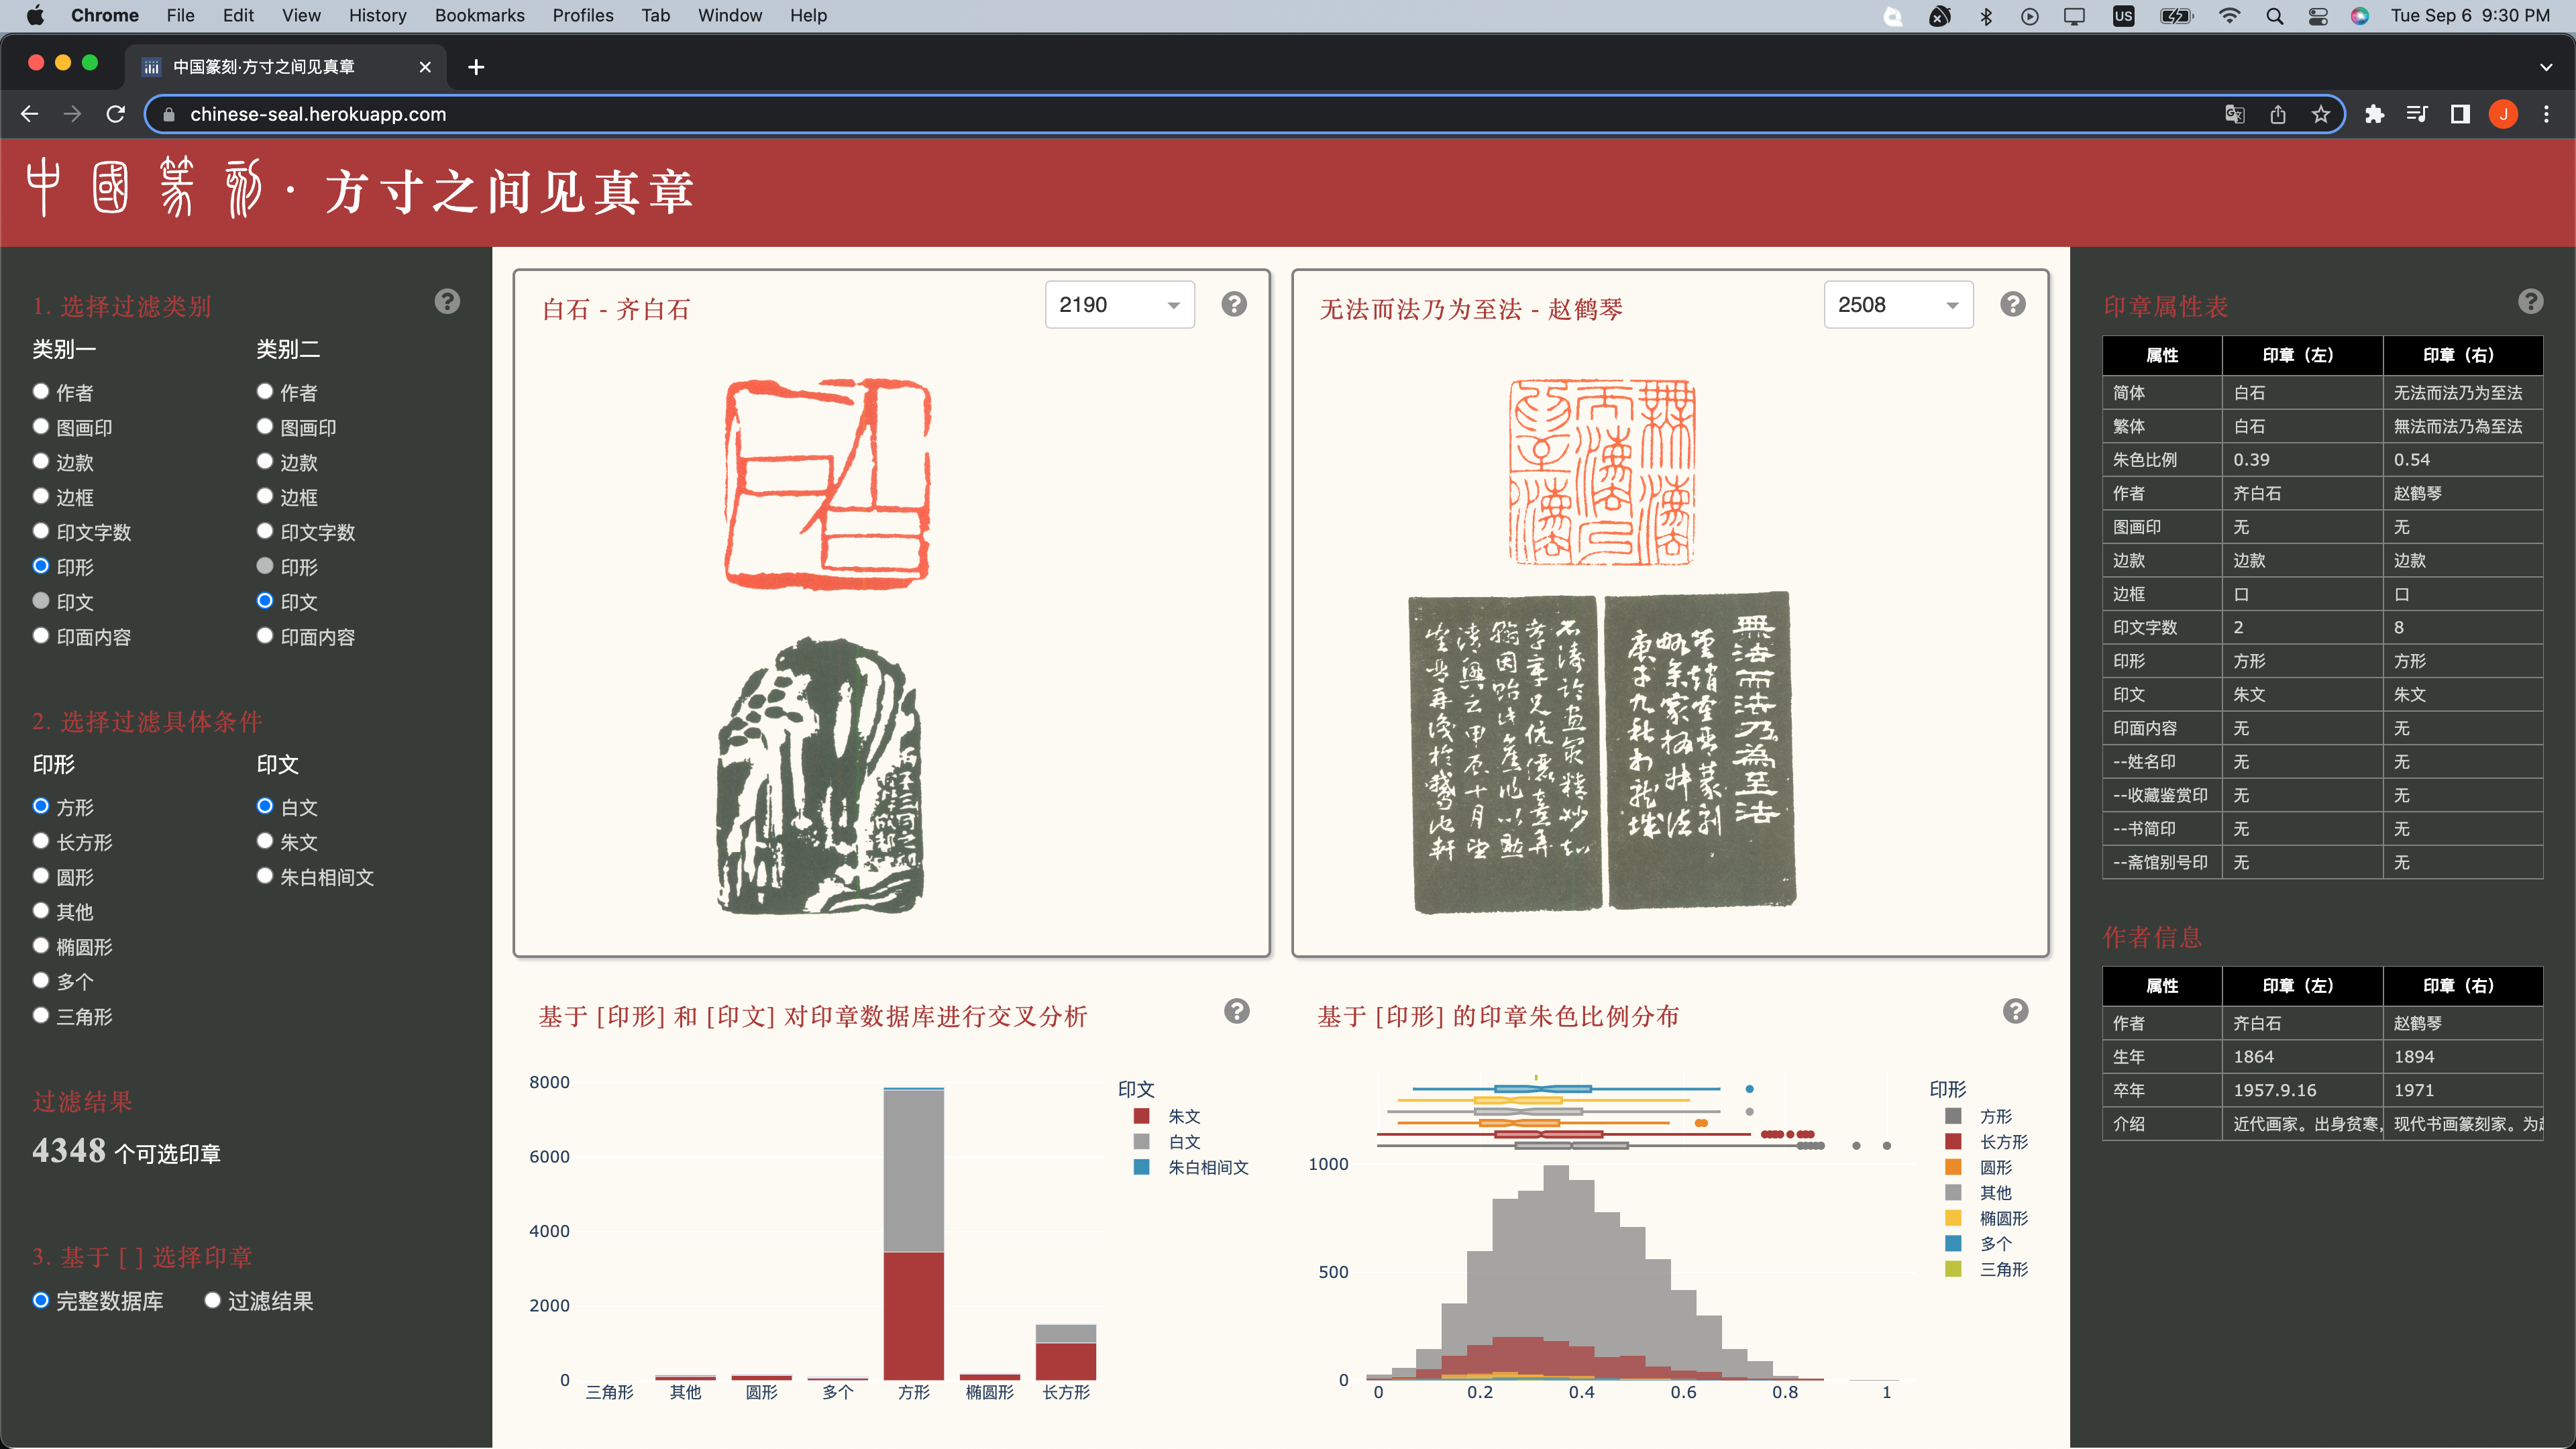 Chrome File Edit View History Bookmarks Profiles Tab Window Help
US
Tue Sep 6 9:30 PM
中国篆刻·方寸之间见真章
chinese-seal.herokuapp.com
J
中國篆刻·方寸之间见真章
1. 选择过滤类别
类别一 类别二
作者 作者
图画印 图画印
边款 边款
边框 边框
印文字数 印文字数
印形 印形
印文 印文
印面内容 印面内容
2. 选择过滤具体条件
印形 印文
方形 白文
长方形 朱文
圆形 朱白相间文
其他
椭圆形
多个
三角形
过滤结果
4348 个可选印章
3. 基于 [ ] 选择印章
完整数据库 过滤结果
白石 - 齐白石
2190
无法而法乃为至法 - 赵鹤琴
2508
無法而法乃為至法
基于 [印形] 和 [印文] 对印章数据库进行交叉分析
8000
6000
4000
2000
0
三角形 其他 圆形 多个 方形 椭圆形 长方形
印文
朱文
白文
朱白相间文
基于 [印形] 的印章朱色比例分布
1000
500
0
0 0.2 0.4 0.6 0.8 1
印形
方形
长方形
圆形
其他
椭圆形
多个
三角形
印章属性表
属性 印章（左） 印章（右）
简体 白石 无法而法乃为至法
繁体 白石 無法而法乃為至法
朱色比例 0.39 0.54
作者 齐白石 赵鹤琴
图画印 无 无
边款 边款 边款
边框 口 口
印文字数 2 8
印形 方形 方形
印文 朱文 朱文
印面内容 无 无
--姓名印 无 无
--收藏鉴赏印 无 无
--书简印 无 无
--斋馆别号印 无 无
作者信息
属性 印章（左） 印章（右）
作者 齐白石 赵鹤琴
生年 1864 1894
卒年 1957.9.16 1971
介绍 近代画家。出身贫寒， 现代书画篆刻家。为